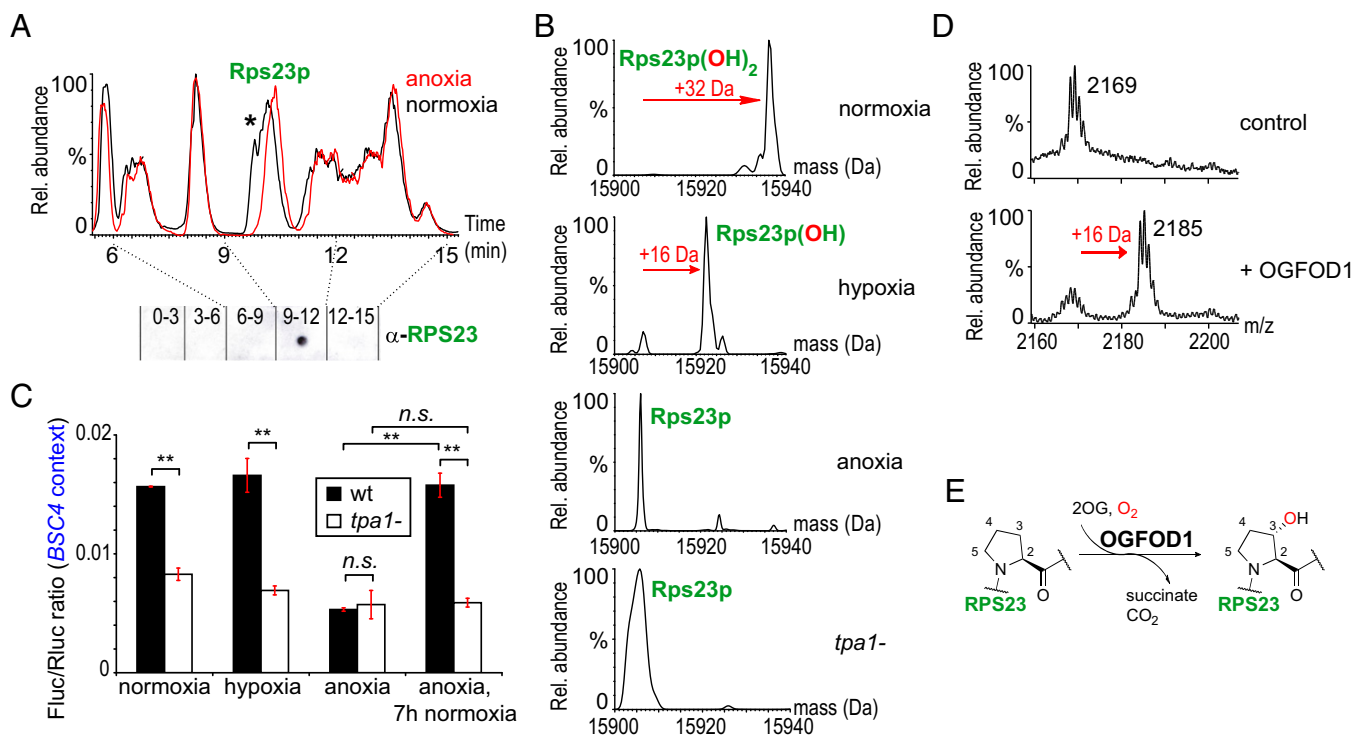 A
Rps23p
anoxia
normoxia
*
100
%
0
Rel. abundance
Time
(min)
6
9
12
15
0-3
3-6
6-9
9-12
12-15
α-RPS23
B
100
%
0
Rel. abundance
Rps23p(OH)2
+32 Da
normoxia
mass (Da)
15900
15920
15940
100
%
0
Rel. abundance
Rps23p(OH)
+16 Da
hypoxia
mass (Da)
15900
15920
15940
100
%
0
Rel. abundance
Rps23p
anoxia
mass (Da)
15900
15920
15940
100
%
0
Rel. abundance
Rps23p
tpa1-
mass (Da)
15900
15920
15940
C
Fluc/Rluc ratio (BSC4 context)
0.02
0.01
0
**
**
n.s.
**
n.s.
**
wt
tpa1-
normoxia
hypoxia
anoxia
anoxia,
7h normoxia
D
100
%
0
Rel. abundance
2169
control
100
%
0
Rel. abundance
+16 Da
2185
+ OGFOD1
m/z
2160
2180
2200
E
2OG, O2
OGFOD1
succinate
CO2
4
3
5
2
N
O
RPS23
4
3
OH
5
2
N
O
RPS23